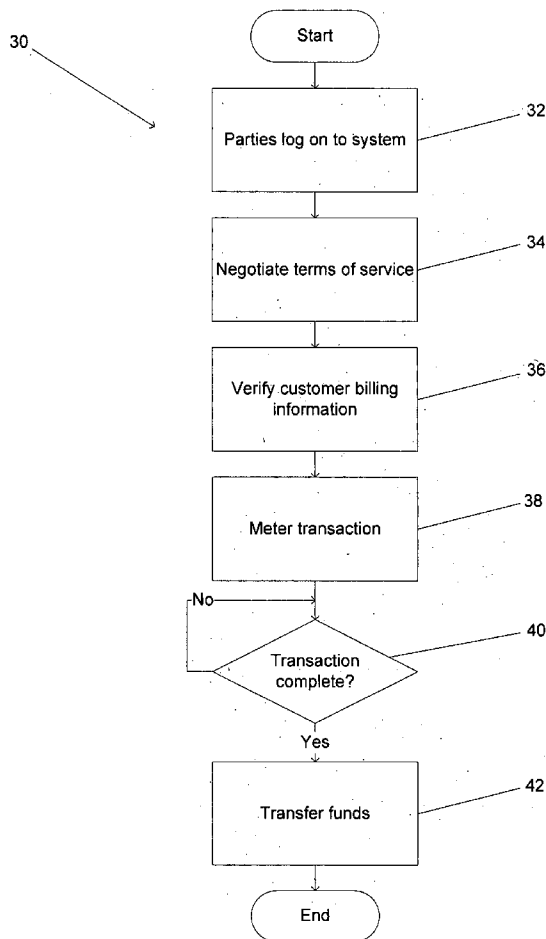 Start
30
32
Parties log on to system
34
Negotiate terms of service
36
Verify customer billing
information
38
Meter transaction
No
40
Transaction
complete?
Yes
42
Transfer funds
End